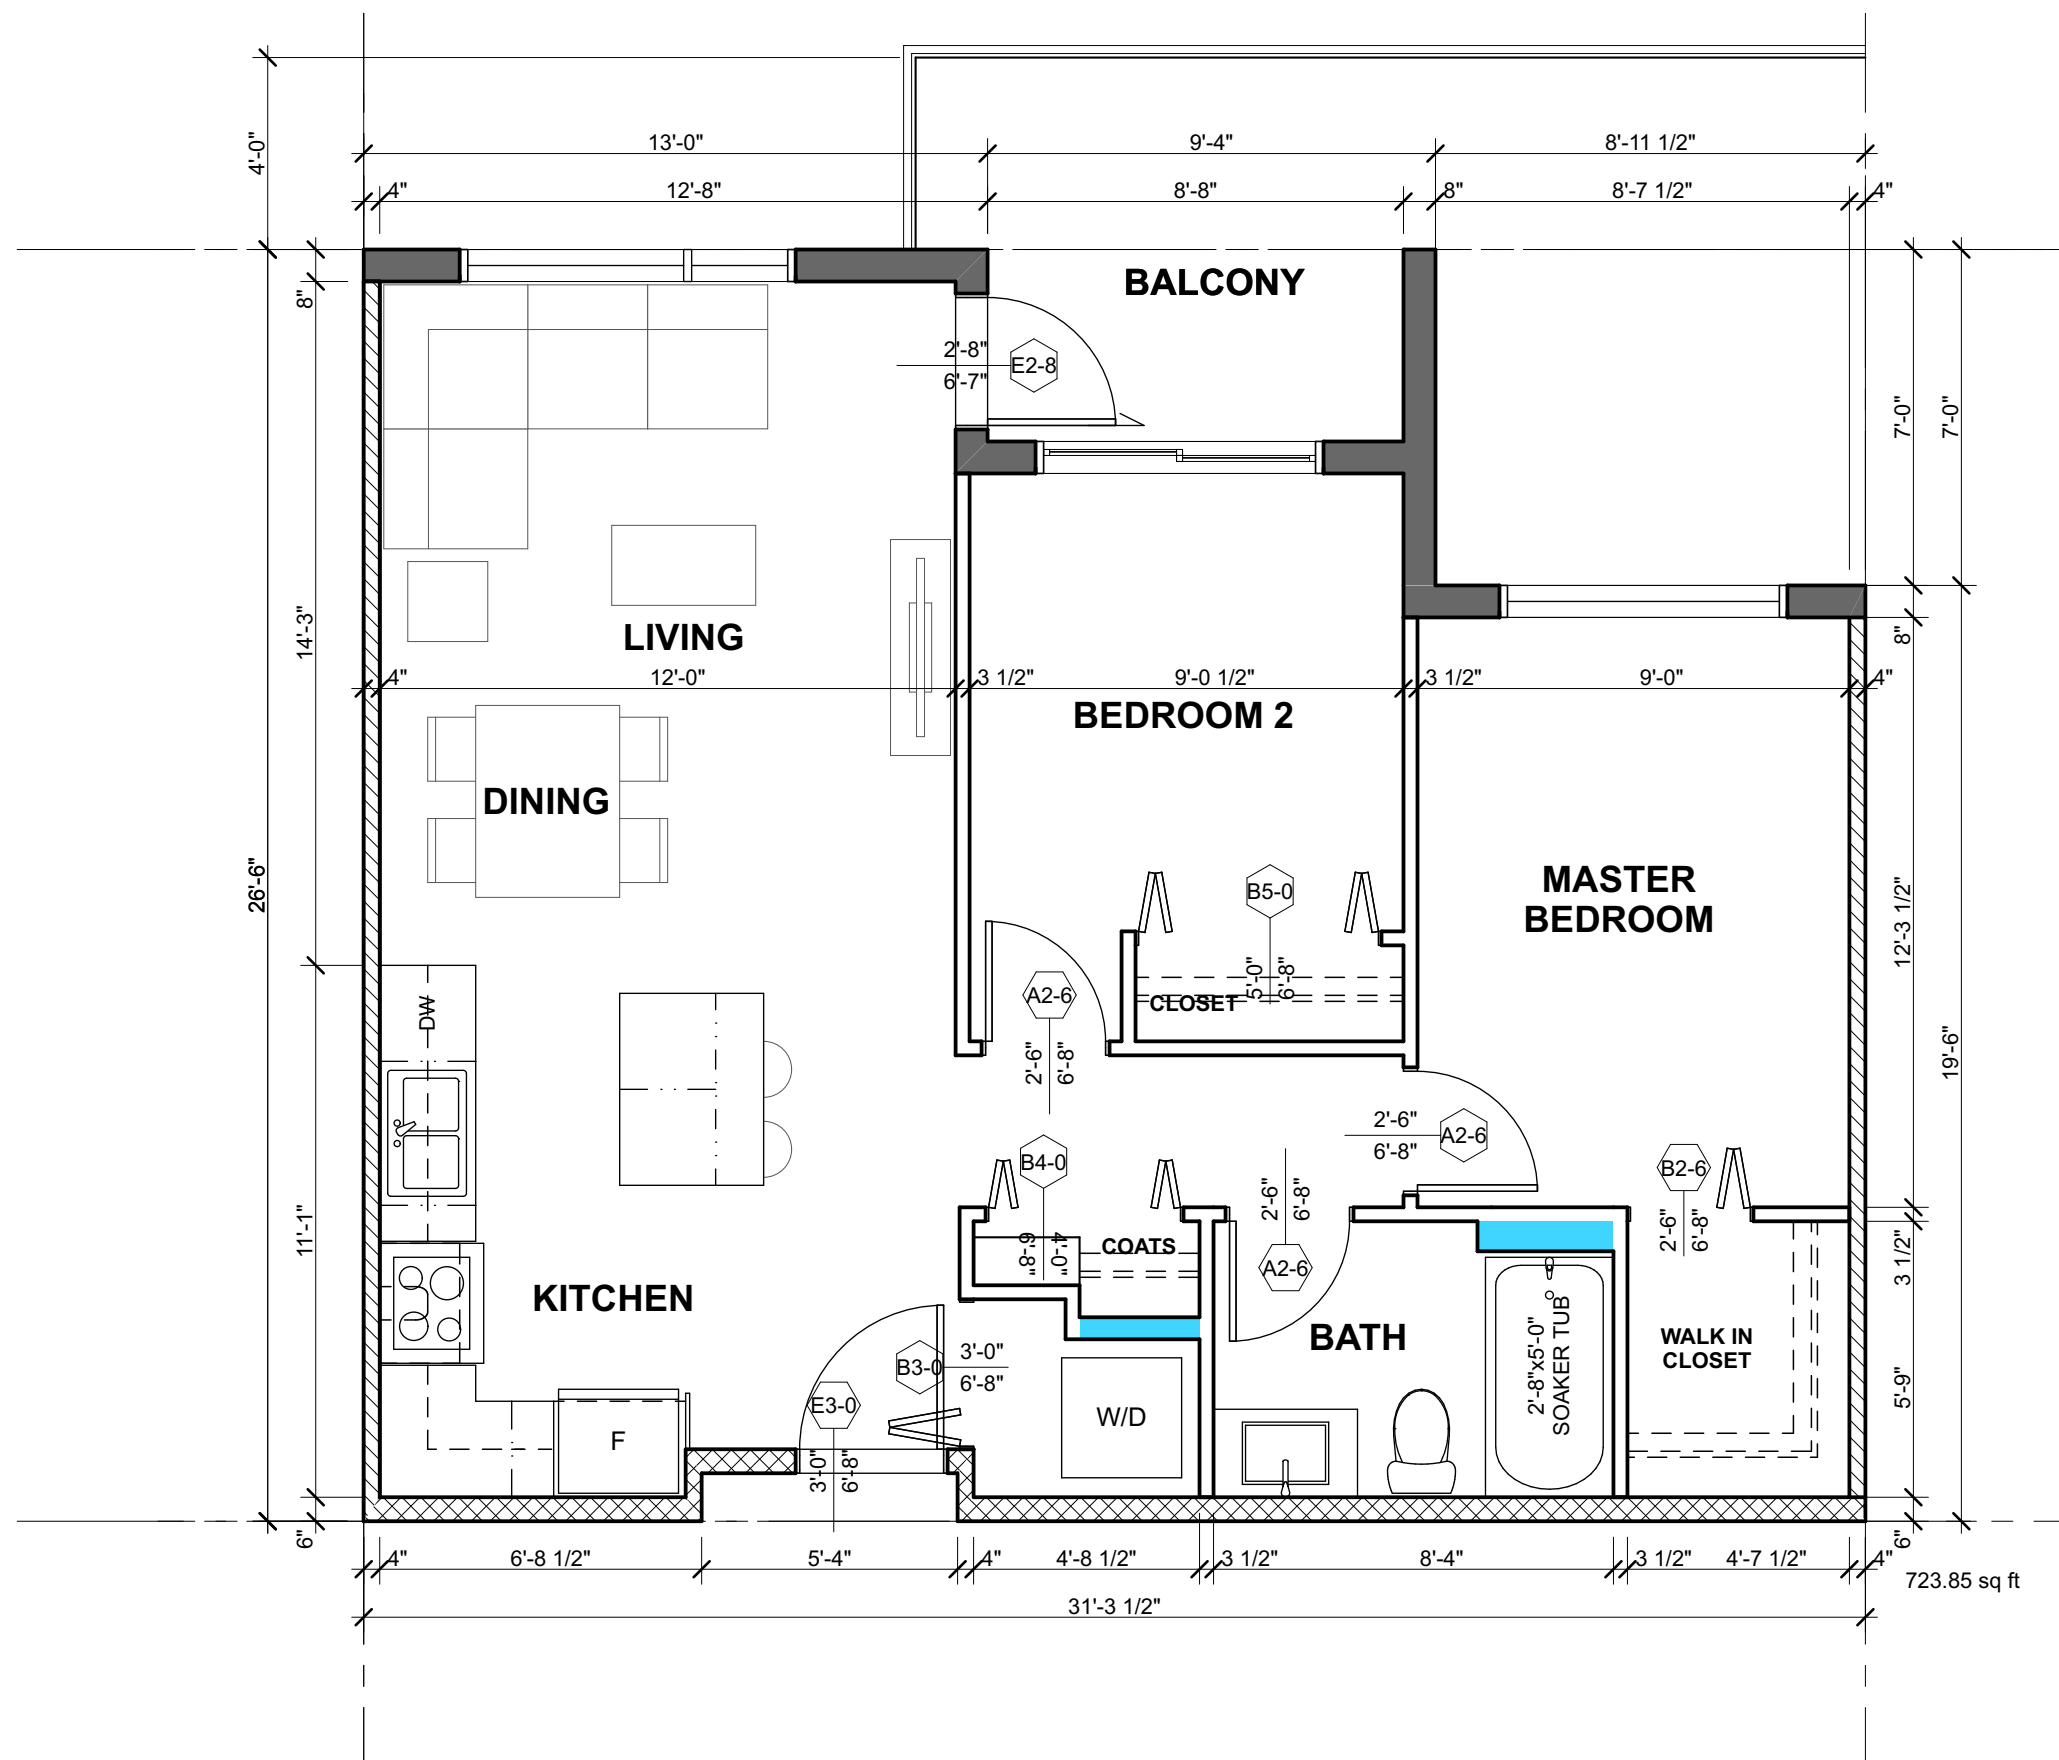 13'-0"
9'-4"
8'-11 1/2"
4'-0"
4"
12'-8"
8'-8"
8"
8'-7 1/2"
4"
BALCONY
8"
2'-8"
6'-7"
E2-8
7'-0"
7'-0"
14'-3"
LIVING
8"
4"
12'-0"
3 1/2"
9'-0 1/2"
3 1/2"
9'-0"
4"
BEDROOM 2
DINING
26'-6"
MASTER
BEDROOM
B5-0
5'-0"
6'-8"
CLOSET
12'-3 1/2"
DW
A2-6
2'-6"
6'-8"
19'-6"
2'-6"
6'-8"
A2-6
B4-0
4'-0"
6'-8"
COATS
2'-6"
6'-8"
A2-6
B2-6
2'-6"
6'-8"
11'-1"
3 1/2"
KITCHEN
BATH
2'-8"x5'-0"
SOAKER TUB
WALK IN
CLOSET
B3-0
3'-0"
6'-8"
5'-9"
E3-0
3'-0"
6'-8"
W/D
F
6"
6"
4"
6'-8 1/2"
5'-4"
4"
4'-8 1/2"
3 1/2"
8'-4"
3 1/2"
4'-7 1/2"
4"
723.85 sq ft
31'-3 1/2"